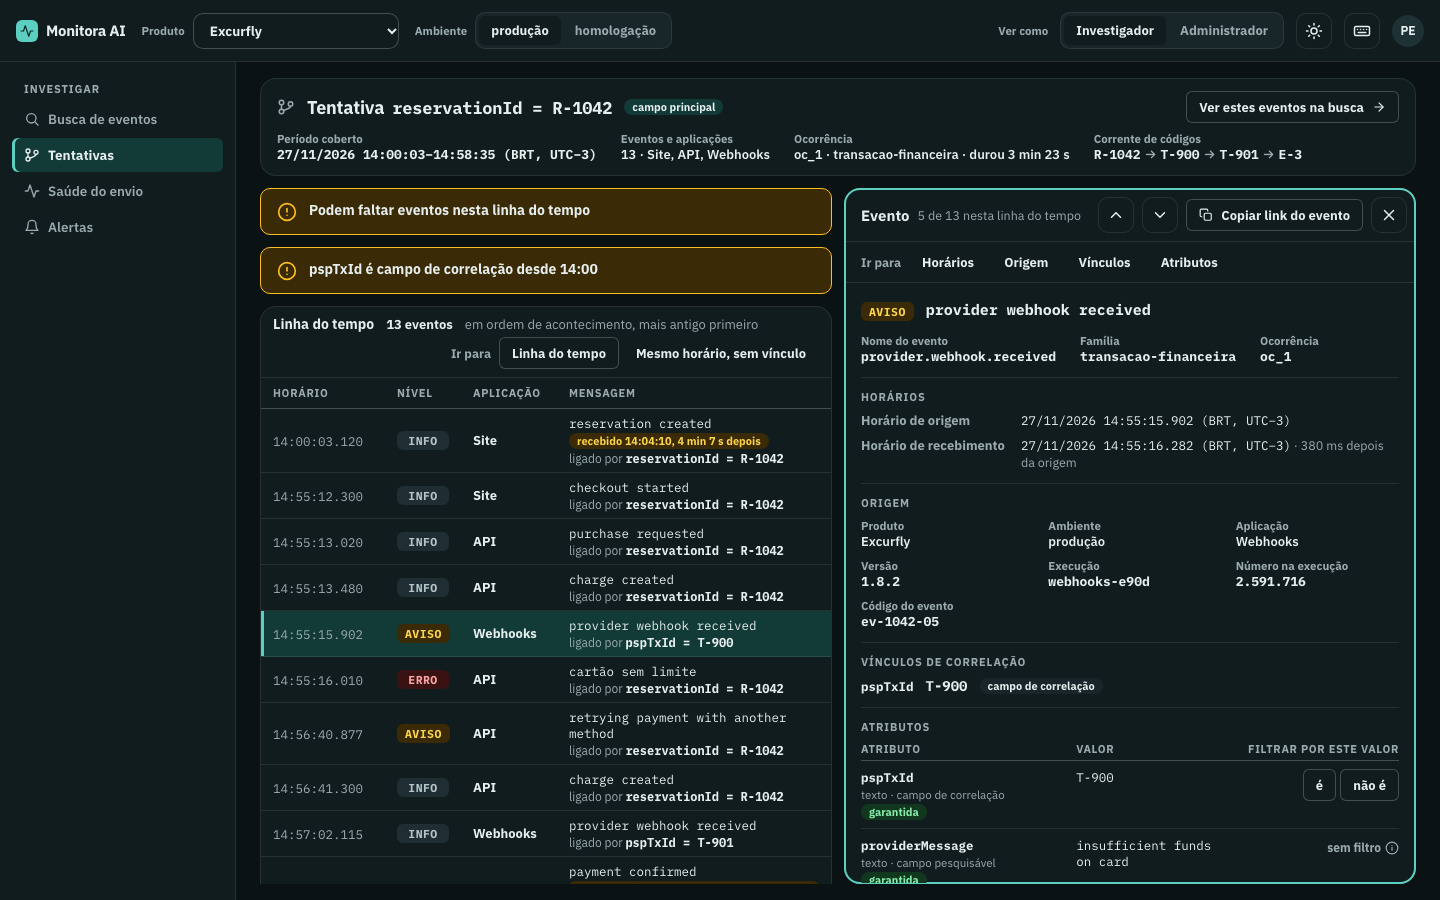 Monitora AI
Produto
Excurfly
Ambiente
produção
homologação
Ver como
Investigador
Administrador
PE
INVESTIGAR
Busca de eventos
Tentativas
Saúde do envio
Alertas
Tentativa reservationId = R-1042 campo principal
Ver estes eventos na busca →
Período coberto
27/11/2026 14:00:03–14:58:35 (BRT, UTC−3)
Eventos e aplicações
13 · Site, API, Webhooks
Ocorrência
oc_1 · transacao-financeira · durou 3 min 23 s
Corrente de códigos
R-1042 → T-900 → T-901 → E-3
Podem faltar eventos nesta linha do tempo
pspTxId é campo de correlação desde 14:00
Linha do tempo 13 eventos em ordem de acontecimento, mais antigo primeiro
Ir para Linha do tempo Mesmo horário, sem vínculo
HORÁRIO NÍVEL APLICAÇÃO MENSAGEM
14:00:03.120 INFO Site reservation created
recebido 14:04:10, 4 min 7 s depois
ligado por reservationId = R-1042
14:55:12.300 INFO Site checkout started
ligado por reservationId = R-1042
14:55:13.020 INFO API purchase requested
ligado por reservationId = R-1042
14:55:13.480 INFO API charge created
ligado por reservationId = R-1042
14:55:15.902 AVISO Webhooks provider webhook received
ligado por pspTxId = T-900
14:55:16.010 ERRO API cartão sem limite
ligado por reservationId = R-1042
14:56:40.877 AVISO API retrying payment with another
method
ligado por reservationId = R-1042
14:56:41.300 INFO API charge created
ligado por reservationId = R-1042
14:57:02.115 INFO Webhooks provider webhook received
ligado por pspTxId = T-901
payment confirmed
Evento 5 de 13 nesta linha do tempo
Copiar link do evento
Ir para Horários Origem Vínculos Atributos
AVISO provider webhook received
Nome do evento
provider.webhook.received
Família
transacao-financeira
Ocorrência
oc_1
HORÁRIOS
Horário de origem 27/11/2026 14:55:15.902 (BRT, UTC−3)
Horário de recebimento 27/11/2026 14:55:16.282 (BRT, UTC−3) · 380 ms depois
da origem
ORIGEM
Produto
Excurfly
Ambiente
produção
Aplicação
Webhooks
Versão
1.8.2
Execução
webhooks-e90d
Número na execução
2.591.716
Código do evento
ev-1042-05
VÍNCULOS DE CORRELAÇÃO
pspTxId T-900 campo de correlação
ATRIBUTOS
ATRIBUTO VALOR FILTRAR POR ESTE VALOR
pspTxId T-900 é não é
texto · campo de correlação
garantida
providerMessage insufficient funds
on card
sem filtro
texto · campo pesquisável
garantida